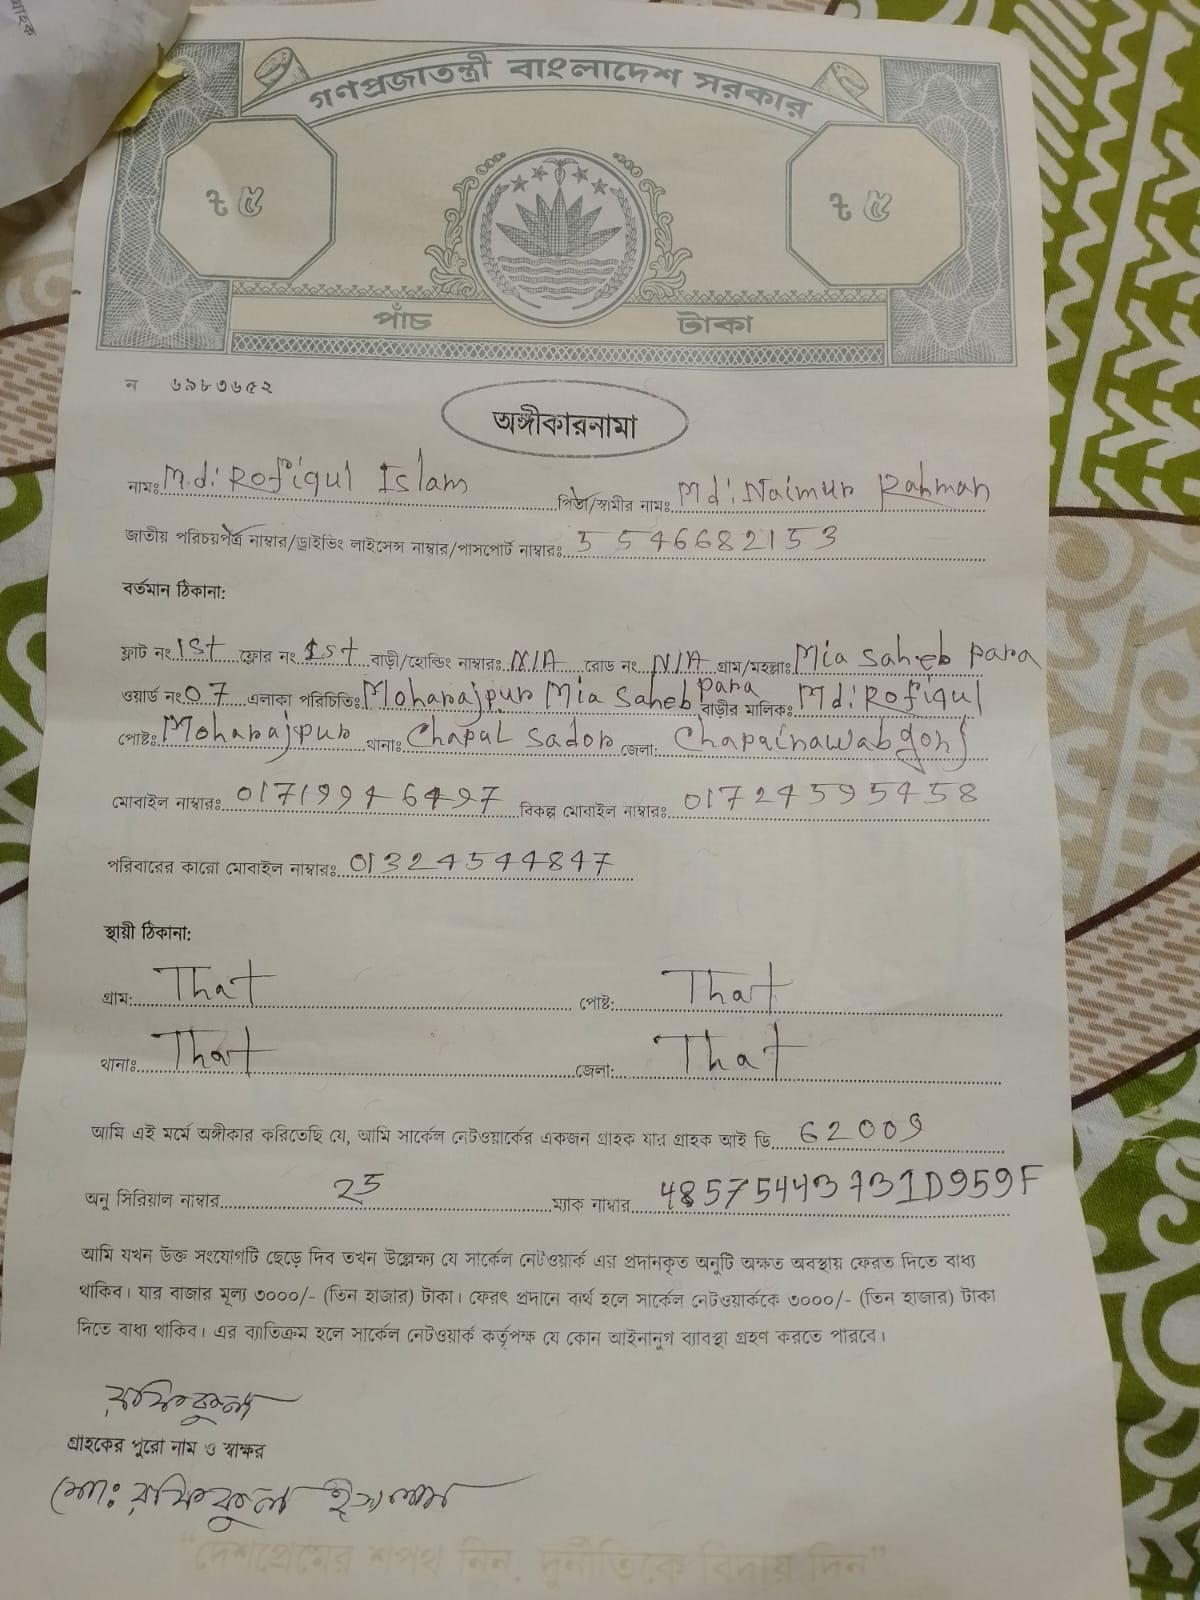 গ্রাহক
গণপ্রজাতন্ত্রী বাংলাদেশ সরকার
৳ ৫ ৳ ৫
পাঁচ টাকা
ন ৬৯৮৩৬৫২
অঙ্গীকারনামা
নামঃ Md: Rofiqul Islam পিতা/স্বামীর নামঃ Md: Naimur Rahman
জাতীয় পরিচয়পত্র নাম্বার/ড্রাইভিং লাইসেন্স নাম্বার/পাসপোর্ট নাম্বারঃ 5546682153
বর্তমান ঠিকানা:
ফ্লাট নং 1st ফ্লোর নং 1st বাড়ী/হোল্ডিং নাম্বারঃ N/A রোড নং N/A গ্রাম/মহল্লাঃ Mia saheb para
ওয়ার্ড নং 07 এলাকা পরিচিতিঃ Moharajpur Mia saheb para বাড়ীর মালিকঃ Md: Rofiqul
পোষ্টঃ Moharajpur থানাঃ Chapai sador জেলা: Chapainawabgonj
মোবাইল নাম্বারঃ 01719946497 বিকল্প মোবাইল নাম্বারঃ 01724595458
পরিবারের কারো মোবাইল নাম্বারঃ 01324544847
স্থায়ী ঠিকানা:
গ্রাম: That পোষ্ট: That
থানাঃ That জেলা: That
আমি এই মর্মে অঙ্গীকার করিতেছি যে, আমি সার্কেল নেটওয়ার্কের একজন গ্রাহক যার গ্রাহক আই ডি 62009
অনু সিরিয়াল নাম্বার 25 ম্যাক নাম্বার 48575443731D959F
আমি যখন উক্ত সংযোগটি ছেড়ে দিব তখন উল্লেক্ষ্য যে সার্কেল নেটওয়ার্ক এর প্রদানকৃত অনুটি অক্ষত অবস্থায় ফেরত দিতে বাধ্য
থাকিব। যার বাজার মূল্য ৩০০০/- (তিন হাজার) টাকা। ফেরৎ প্রদানে ব্যর্থ হলে সার্কেল নেটওয়ার্ককে ৩০০০/- (তিন হাজার) টাকা
দিতে বাধ্য থাকিব। এর ব্যাতিক্রম হলে সার্কেল নেটওয়ার্ক কর্তৃপক্ষ যে কোন আইনানুগ ব্যাবস্থা গ্রহণ করতে পারবে।
রফিকুল
গ্রাহকের পুরো নাম ও স্বাক্ষর
মোঃ রফিকুল ইসলাম
"দেশপ্রেমের শপথ নিন, দুর্নীতিকে বিদায় দিন"